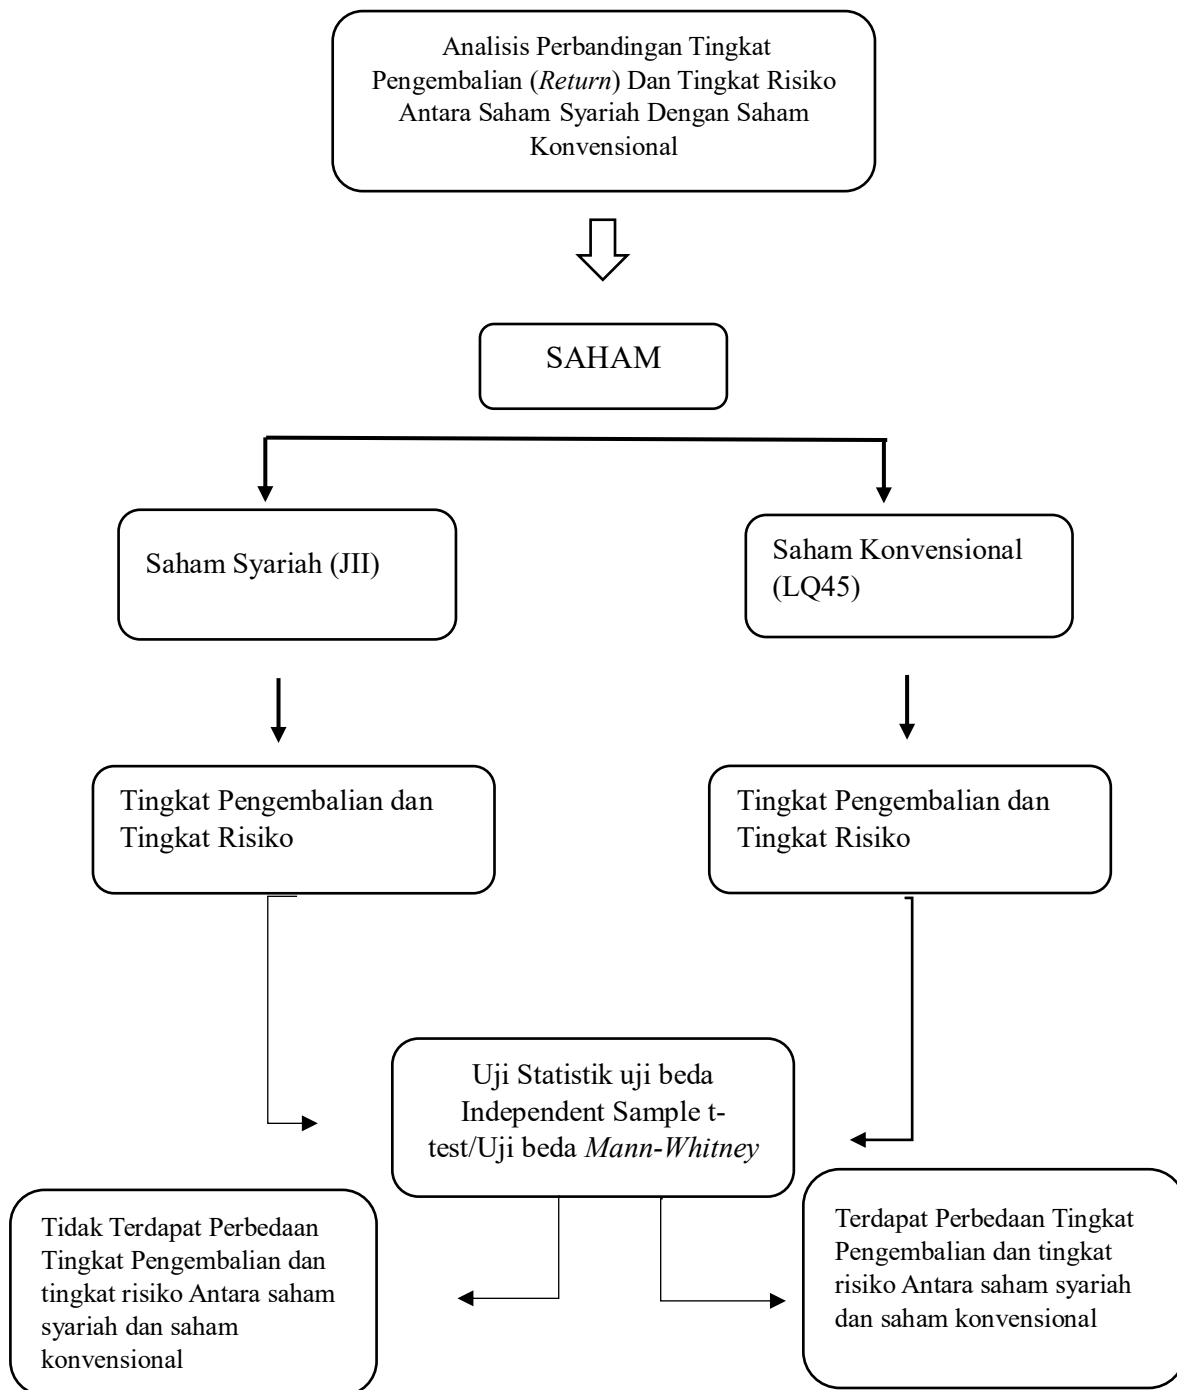 Analisis Perbandingan Tingkat
Pengembalian (Return) Dan Tingkat Risiko
Antara Saham Syariah Dengan Saham
Konvensional
SAHAM
Saham Syariah (JII)
Saham Konvensional
(LQ45)
Tingkat Pengembalian dan
Tingkat Risiko
Tingkat Pengembalian dan
Tingkat Risiko
Uji Statistik uji beda
Independent Sample t-
test/Uji beda Mann-Whitney
Tidak Terdapat Perbedaan
Tingkat Pengembalian dan
tingkat risiko Antara saham
syariah dan saham
konvensional
Terdapat Perbedaan Tingkat
Pengembalian dan tingkat
risiko Antara saham syariah
dan saham konvensional